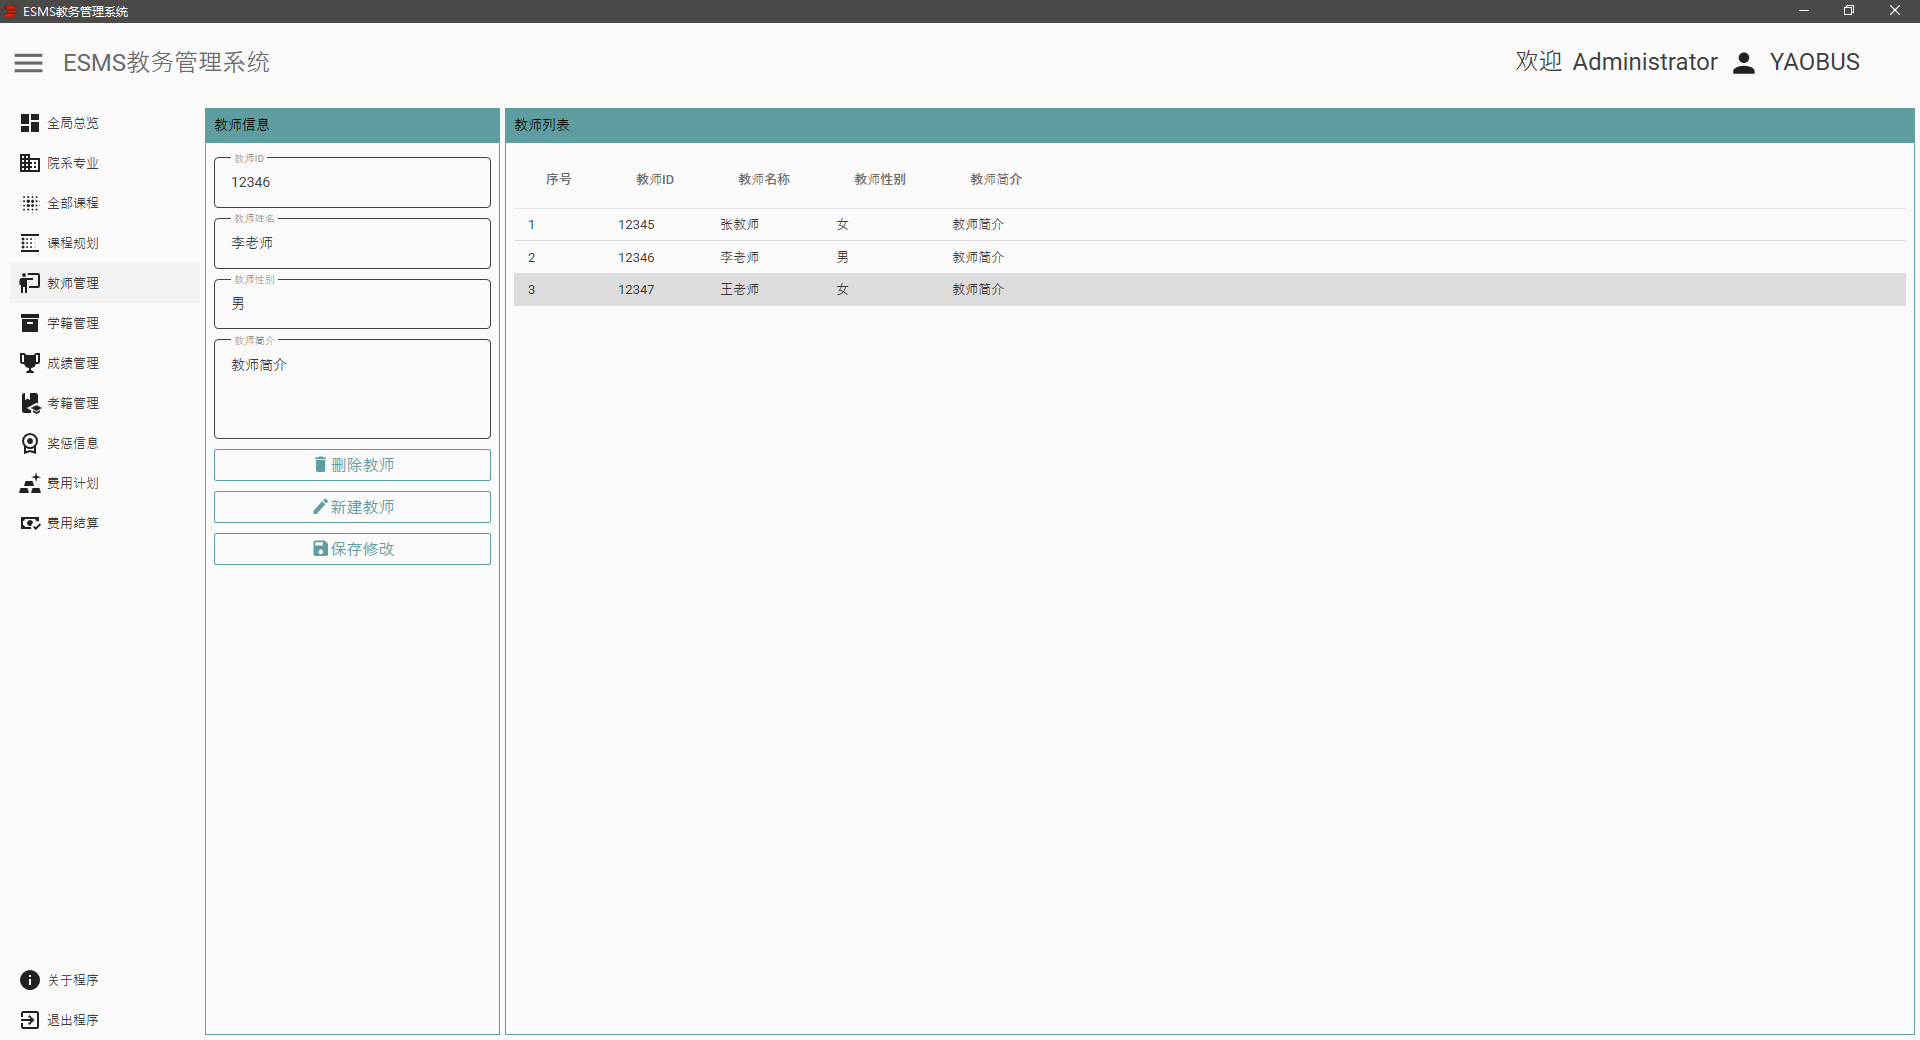 ESMS教务管理系统
ESMS教务管理系统
欢迎 Administrator YAOBUS
全局总览
院系专业
全部课程
课程规划
教师管理
学籍管理
成绩管理
考籍管理
奖惩信息
费用计划
费用结算
关于程序
退出程序
教师信息
教师ID
12346
教师姓名
李老师
教师性别
男
教师简介
教师简介
删除教师
新建教师
保存修改
教师列表
序号 教师ID 教师名称 教师性别 教师简介
1 12345 张教师 女 教师简介
2 12346 李老师 男 教师简介
3 12347 王老师 女 教师简介